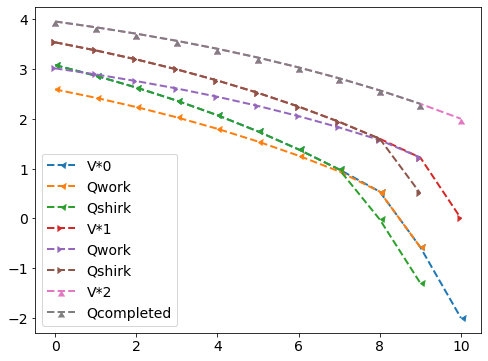 4
3
2
1
0
−1
−2
V*0
Qwork
Qshirk
V*1
Qwork
Qshirk
V*2
Qcompleted
0 2 4 6 8 10